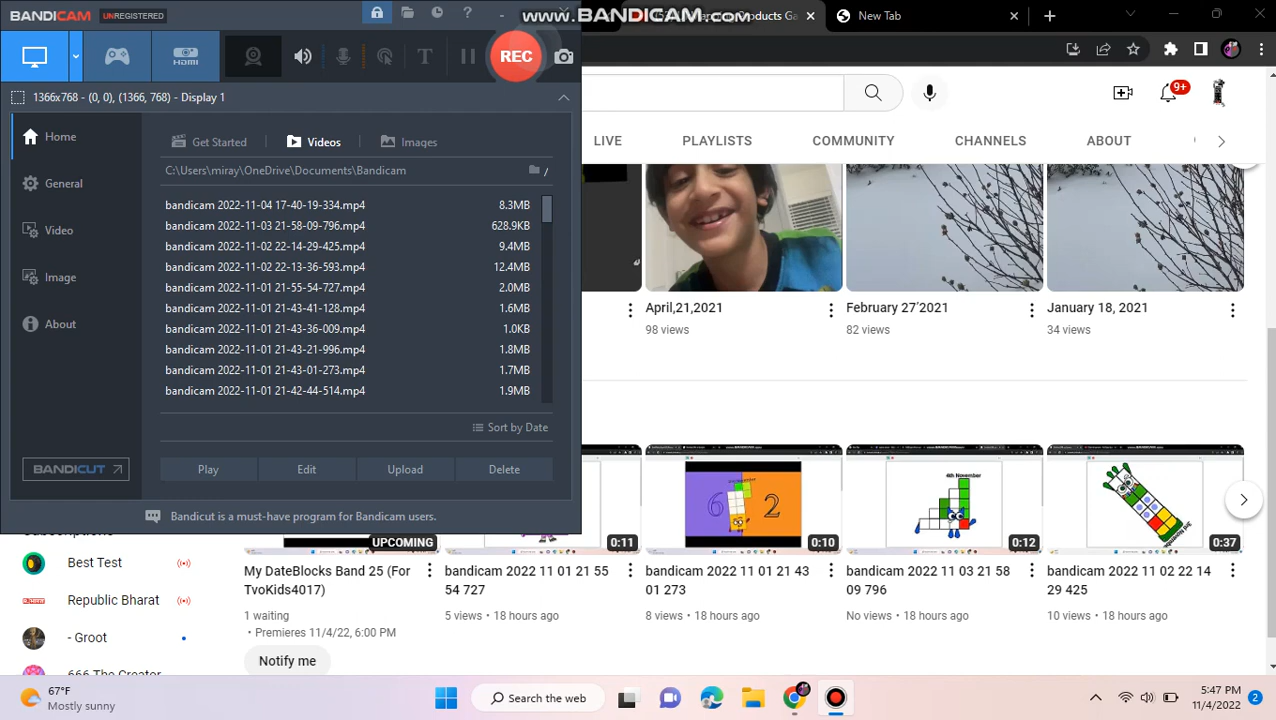 BANDICAM UNREGISTERED
www.BANDICAM.com
Products Ga
New Tab
HDMI
REC
1366x768 - (0, 0), (1366, 768) - Display 1
Home
General
Video
Image
About
Get Started
Videos
Images
C:\Users\miray\OneDrive\Documents\Bandicam
bandicam 2022-11-04 17-40-19-334.mp4 8.3MB
bandicam 2022-11-03 21-58-09-796.mp4 628.9KB
bandicam 2022-11-02 22-14-29-425.mp4 9.4MB
bandicam 2022-11-02 22-13-36-593.mp4 12.4MB
bandicam 2022-11-01 21-55-54-727.mp4 2.0MB
bandicam 2022-11-01 21-43-41-128.mp4 1.6MB
bandicam 2022-11-01 21-43-36-009.mp4 1.0KB
bandicam 2022-11-01 21-43-21-996.mp4 1.8MB
bandicam 2022-11-01 21-43-01-273.mp4 1.7MB
bandicam 2022-11-01 21-42-44-514.mp4 1.9MB
Sort by Date
BANDICUT
Play Edit Upload Delete
Bandicut is a must-have program for Bandicam users.
9+
LIVE PLAYLISTS COMMUNITY CHANNELS ABOUT
April,21,2021
98 views
February 27'2021
82 views
January 18, 2021
34 views
4th November
6 2
UPCOMING
0:11
0:10
0:12
0:37
My DateBlocks Band 25 (For
TvoKids4017)
1 waiting
• Premieres 11/4/22, 6:00 PM
Notify me
bandicam 2022 11 01 21 55
54 727
5 views • 18 hours ago
bandicam 2022 11 01 21 43
01 273
8 views • 18 hours ago
bandicam 2022 11 03 21 58
09 796
No views • 18 hours ago
bandicam 2022 11 02 22 14
29 425
10 views • 18 hours ago
Best Test
Republic Bharat
- Groot
666 The Creator
67°F
Mostly sunny
Search the web
5:47 PM
11/4/2022
2